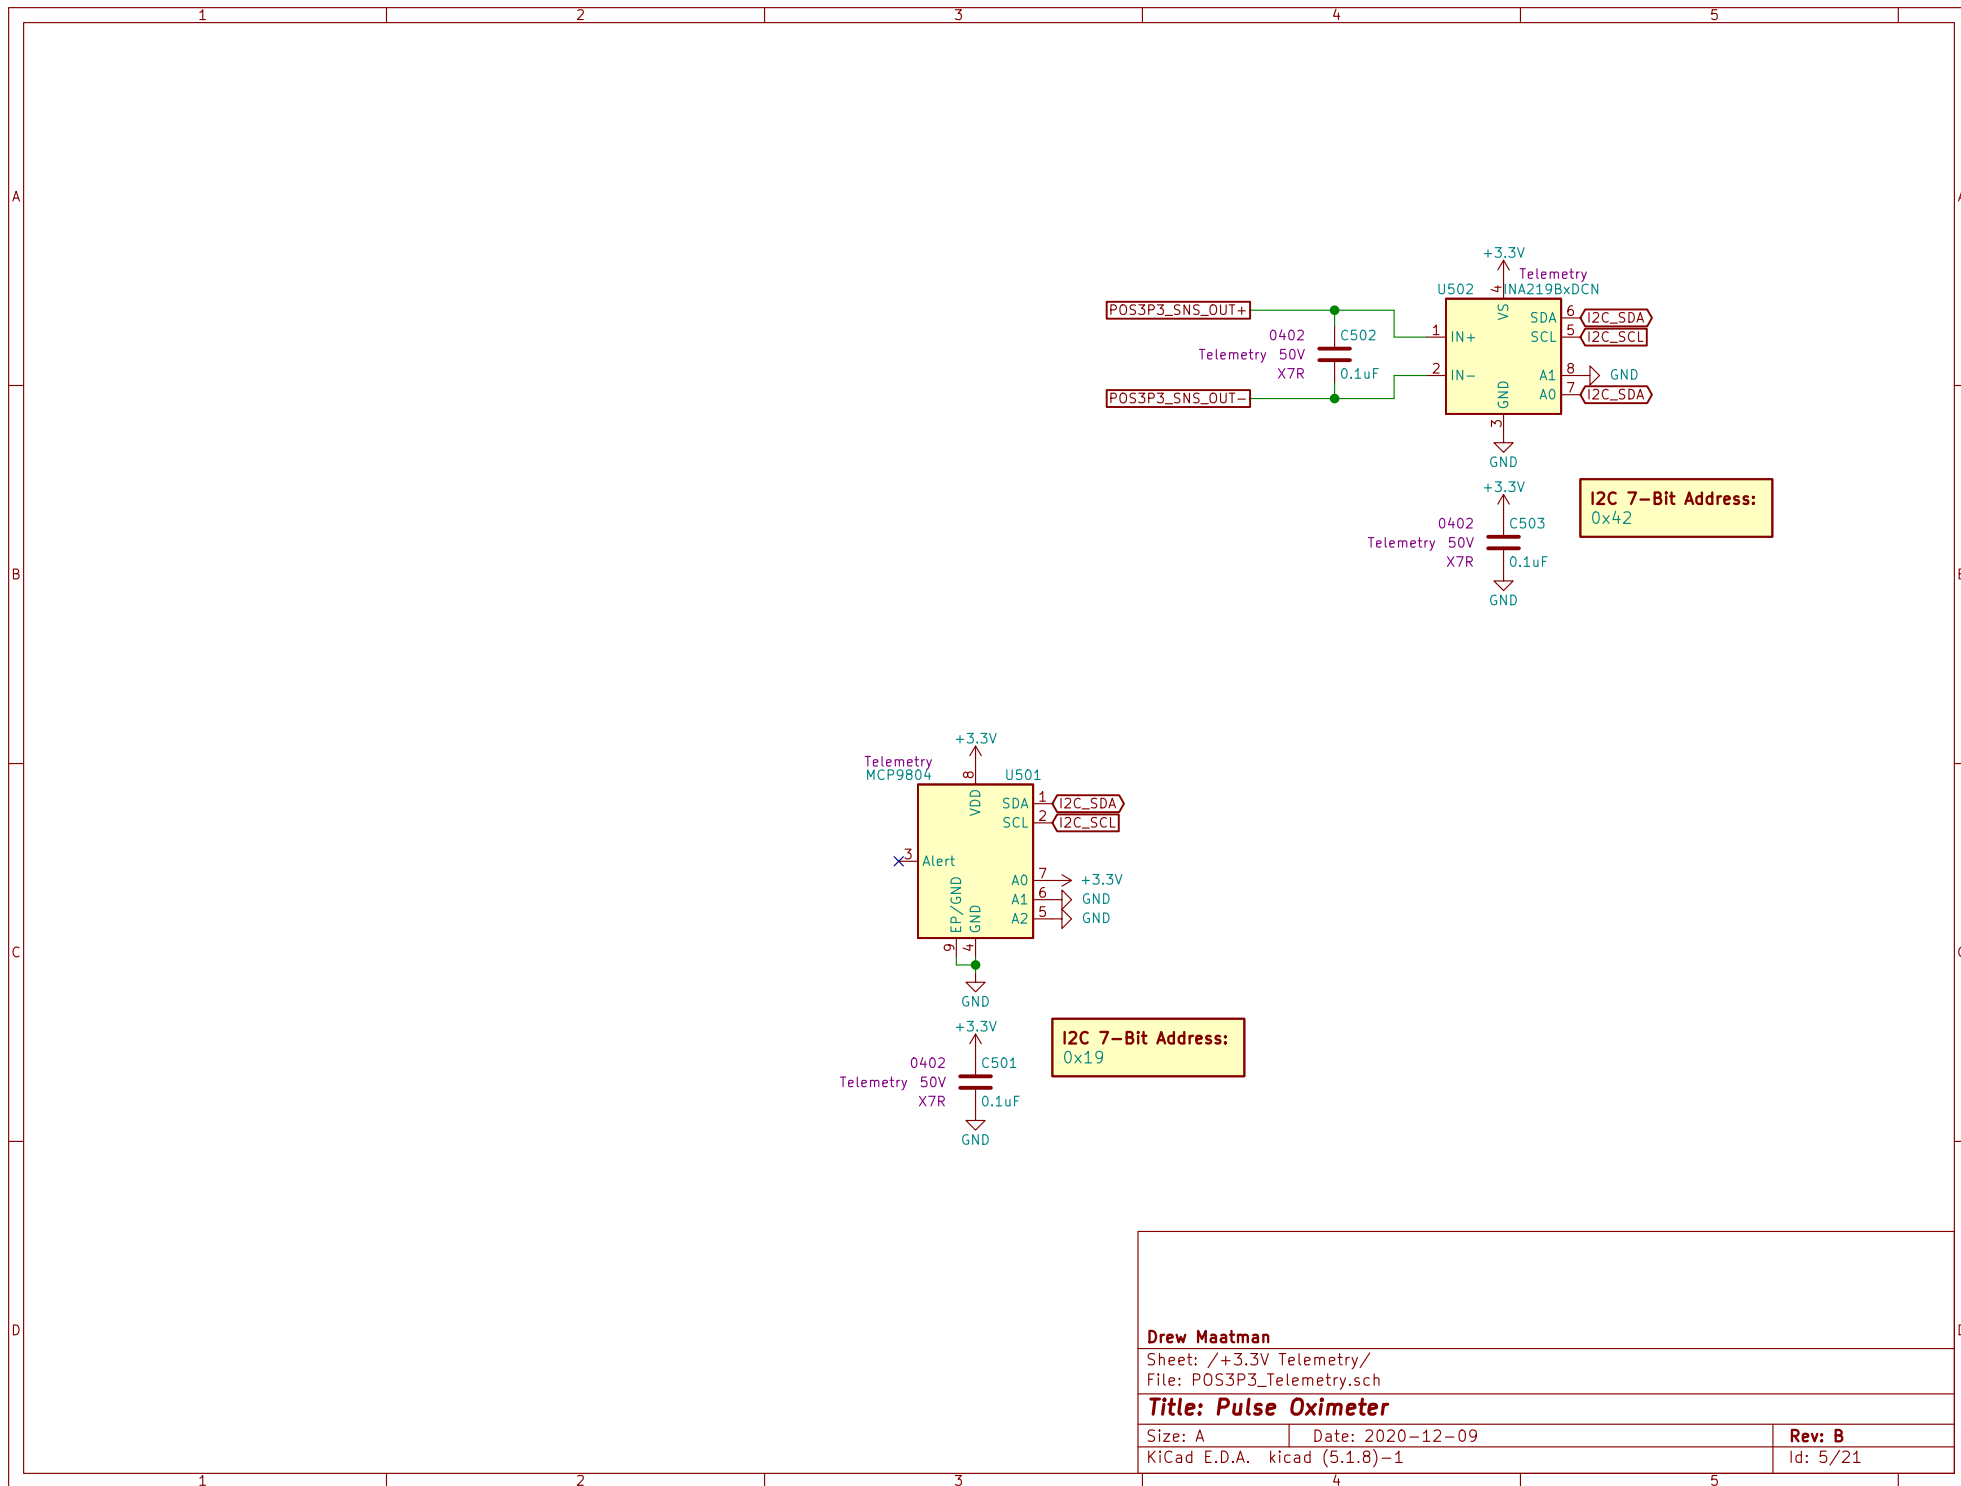 1 2 3 4 5
A A
+3.3V
Telemetry
U502 INA219BxDCN
4
VS
POS3P3_SNS_OUT+
SDA 6 I2C_SDA
0402 C502
1 IN+
SCL 5 I2C_SCL
Telemetry 50V
X7R 0.1uF
2 IN-
A1 8 GND
POS3P3_SNS_OUT-
GND
A0 7 I2C_SDA
3
GND
+3.3V
I2C 7-Bit Address:
0x42
0402 C503
Telemetry 50V
X7R 0.1uF
B
GND
+3.3V
Telemetry
MCP9804 8 U501
VDD
SDA 1 I2C_SDA
SCL 2 I2C_SCL
3 Alert
A0 7 +3.3V
A1 6 GND
A2 5 GND
EP/GND GND
9 4
C
GND
+3.3V
I2C 7-Bit Address:
0x19
0402 C501
Telemetry 50V
X7R 0.1uF
GND
D
Drew Maatman
Sheet: /+3.3V Telemetry/
File: POS3P3_Telemetry.sch
Title: Pulse Oximeter
Size: A Date: 2020-12-09 Rev: B
KiCad E.D.A. kicad (5.1.8)-1 Id: 5/21
1 2 3 4 5